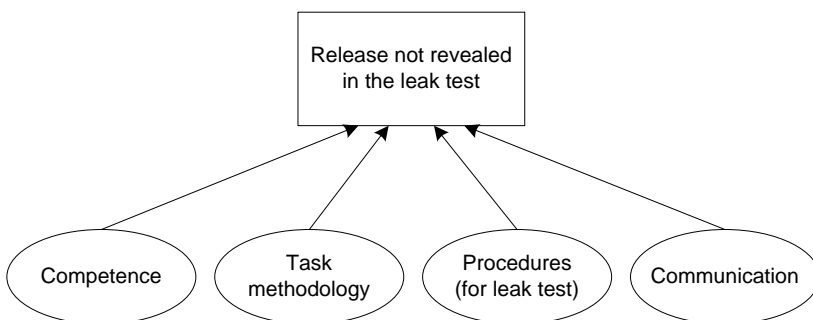 Release not revealed
in the leak test
Competence
Task
methodology
Procedures
(for leak test)
Communication